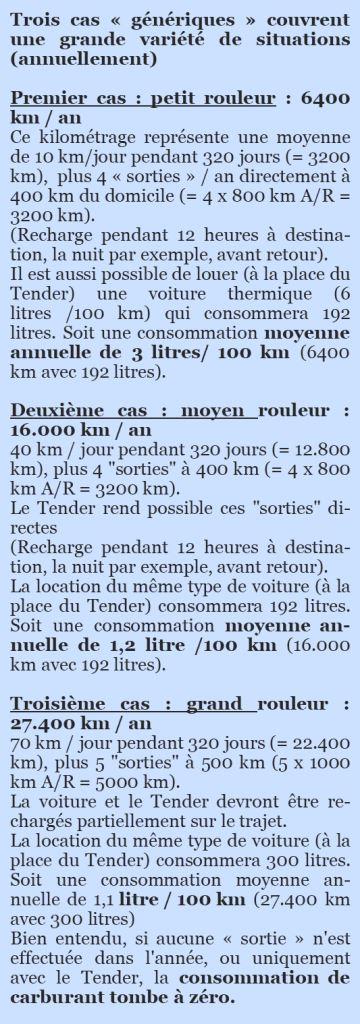 Trois cas « génériques » couvrent
une grande variété de situations
(annuellement)
Premier cas : petit rouleur : 6400
km / an
Ce kilométrage représente une moyenne
de 10 km/jour pendant 320 jours (= 3200
km), plus 4 « sorties » / an directement à
400 km du domicile (= 4 x 800 km A/R =
3200 km).
(Recharge pendant 12 heures à destina-
tion, la nuit par exemple, avant retour).
Il est aussi possible de louer (à la place du
Tender) une voiture thermique (6
litres /100 km) qui consommera 192
litres. Soit une consommation moyenne
annuelle de 3 litres/ 100 km (6400
km avec 192 litres).
Deuxième cas : moyen rouleur :
16.000 km / an
40 km / jour pendant 320 jours (= 12.800
km), plus 4 "sorties" à 400 km (= 4 x 800
km A/R = 3200 km).
Le Tender rend possible ces "sorties" di-
rectes
(Recharge pendant 12 heures à destina-
tion, la nuit par exemple, avant retour).
La location du même type de voiture (à la
place du Tender) consommera 192 litres.
Soit une consommation moyenne an-
nuelle de 1,2 litre /100 km (16.000
km avec 192 litres).
Troisième cas : grand rouleur :
27.400 km / an
70 km / jour pendant 320 jours (= 22.400
km), plus 5 "sorties" à 500 km (5 x 1000
km A/R = 5000 km).
La voiture et le Tender devront être re-
chargés partiellement sur le trajet.
La location du même type de voiture (à la
place du Tender) consommera 300 litres.
Soit une consommation moyenne an-
nuelle de 1,1 litre / 100 km (27.400 km
avec 300 litres)
Bien entendu, si aucune « sortie » n'est
effectuée dans l'année, ou uniquement
avec le Tender, la consommation de
carburant tombe à zéro.